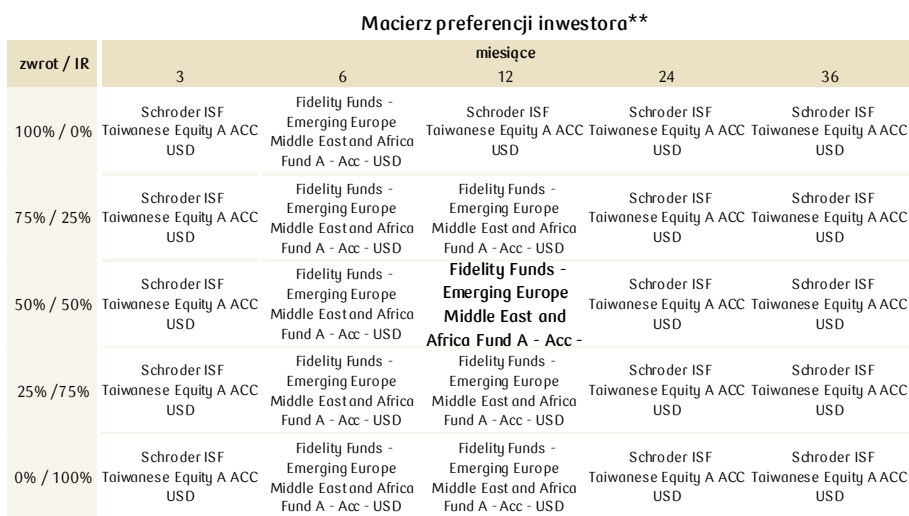 Macierz preferencji inwestora**
zwrot / IR
miesiące
3 6 12 24 36
100% / 0%
Schroder ISF
Taiwanese Equity A ACC
USD
Fidelity Funds -
Emerging Europe
Middle East and Africa
Fund A - Acc - USD
Schroder ISF
Taiwanese Equity A ACC
USD
Schroder ISF
Taiwanese Equity A ACC
USD
Schroder ISF
Taiwanese Equity A ACC
USD
75% / 25%
Schroder ISF
Taiwanese Equity A ACC
USD
Fidelity Funds -
Emerging Europe
Middle East and Africa
Fund A - Acc - USD
Fidelity Funds -
Emerging Europe
Middle East and Africa
Fund A - Acc - USD
Schroder ISF
Taiwanese Equity A ACC
USD
Schroder ISF
Taiwanese Equity A ACC
USD
50% / 50%
Schroder ISF
Taiwanese Equity A ACC
USD
Fidelity Funds -
Emerging Europe
Middle East and Africa
Fund A - Acc - USD
Fidelity Funds -
Emerging Europe
Middle East and
Africa Fund A - Acc -
Schroder ISF
Taiwanese Equity A ACC
USD
Schroder ISF
Taiwanese Equity A ACC
USD
25% /75%
Schroder ISF
Taiwanese Equity A ACC
USD
Fidelity Funds -
Emerging Europe
Middle East and Africa
Fund A - Acc - USD
Fidelity Funds -
Emerging Europe
Middle East and Africa
Fund A - Acc - USD
Schroder ISF
Taiwanese Equity A ACC
USD
Schroder ISF
Taiwanese Equity A ACC
USD
0% / 100%
Schroder ISF
Taiwanese Equity A ACC
USD
Fidelity Funds -
Emerging Europe
Middle East and Africa
Fund A - Acc - USD
Fidelity Funds -
Emerging Europe
Middle East and Africa
Fund A - Acc - USD
Schroder ISF
Taiwanese Equity A ACC
USD
Schroder ISF
Taiwanese Equity A ACC
USD